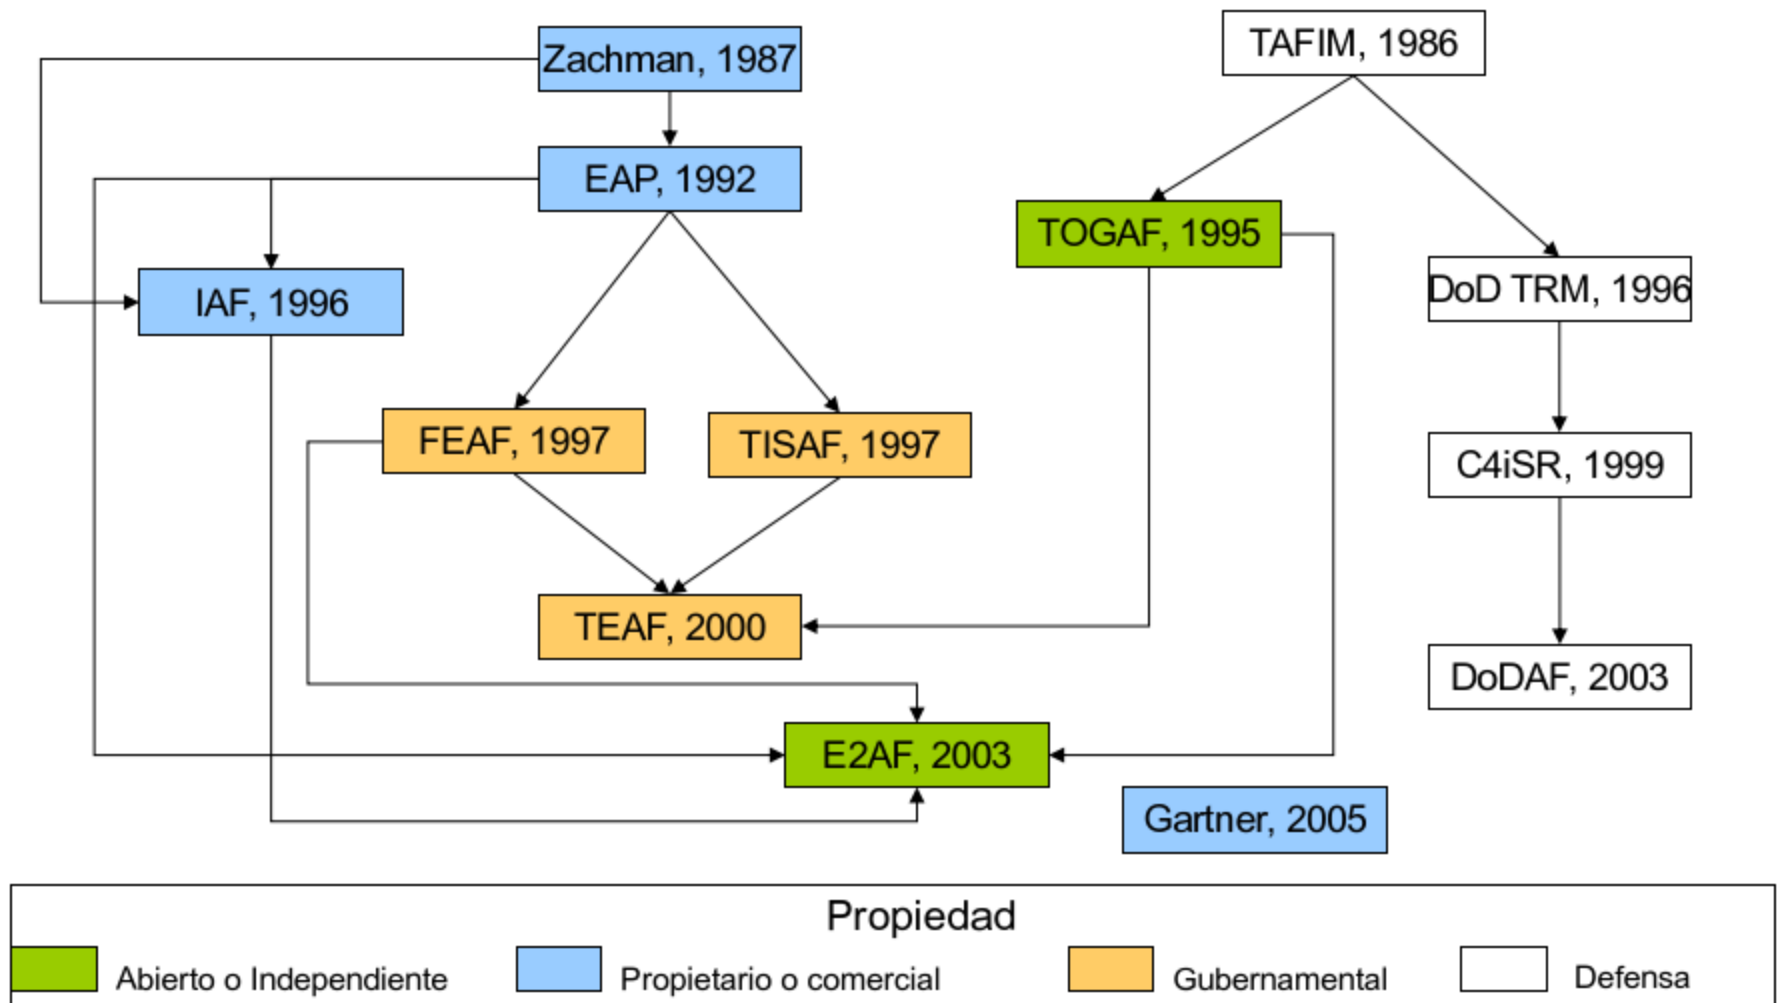 Zachman, 1987
TAFIM, 1986
EAP, 1992
TOGAF, 1995
IAF, 1996
DoD TRM, 1996
FEAF, 1997
TISAF, 1997
C4iSR, 1999
TEAF, 2000
DoDAF, 2003
E2AF, 2003
Gartner, 2005
Propiedad
Abierto o Independiente
Propietario o comercial
Gubernamental
Defensa